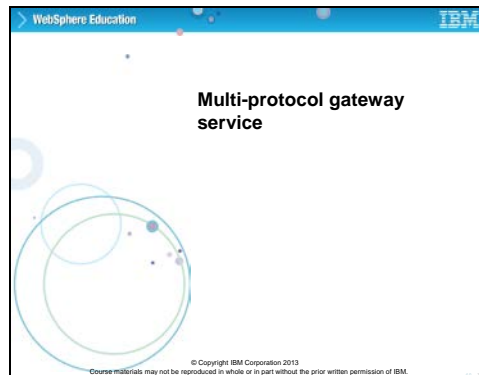 WebSphere Education
IBM
Multi-protocol gateway
service
© Copyright IBM Corporation 2013
Course materials may not be reproduced in whole or in part without the prior written permission of IBM.